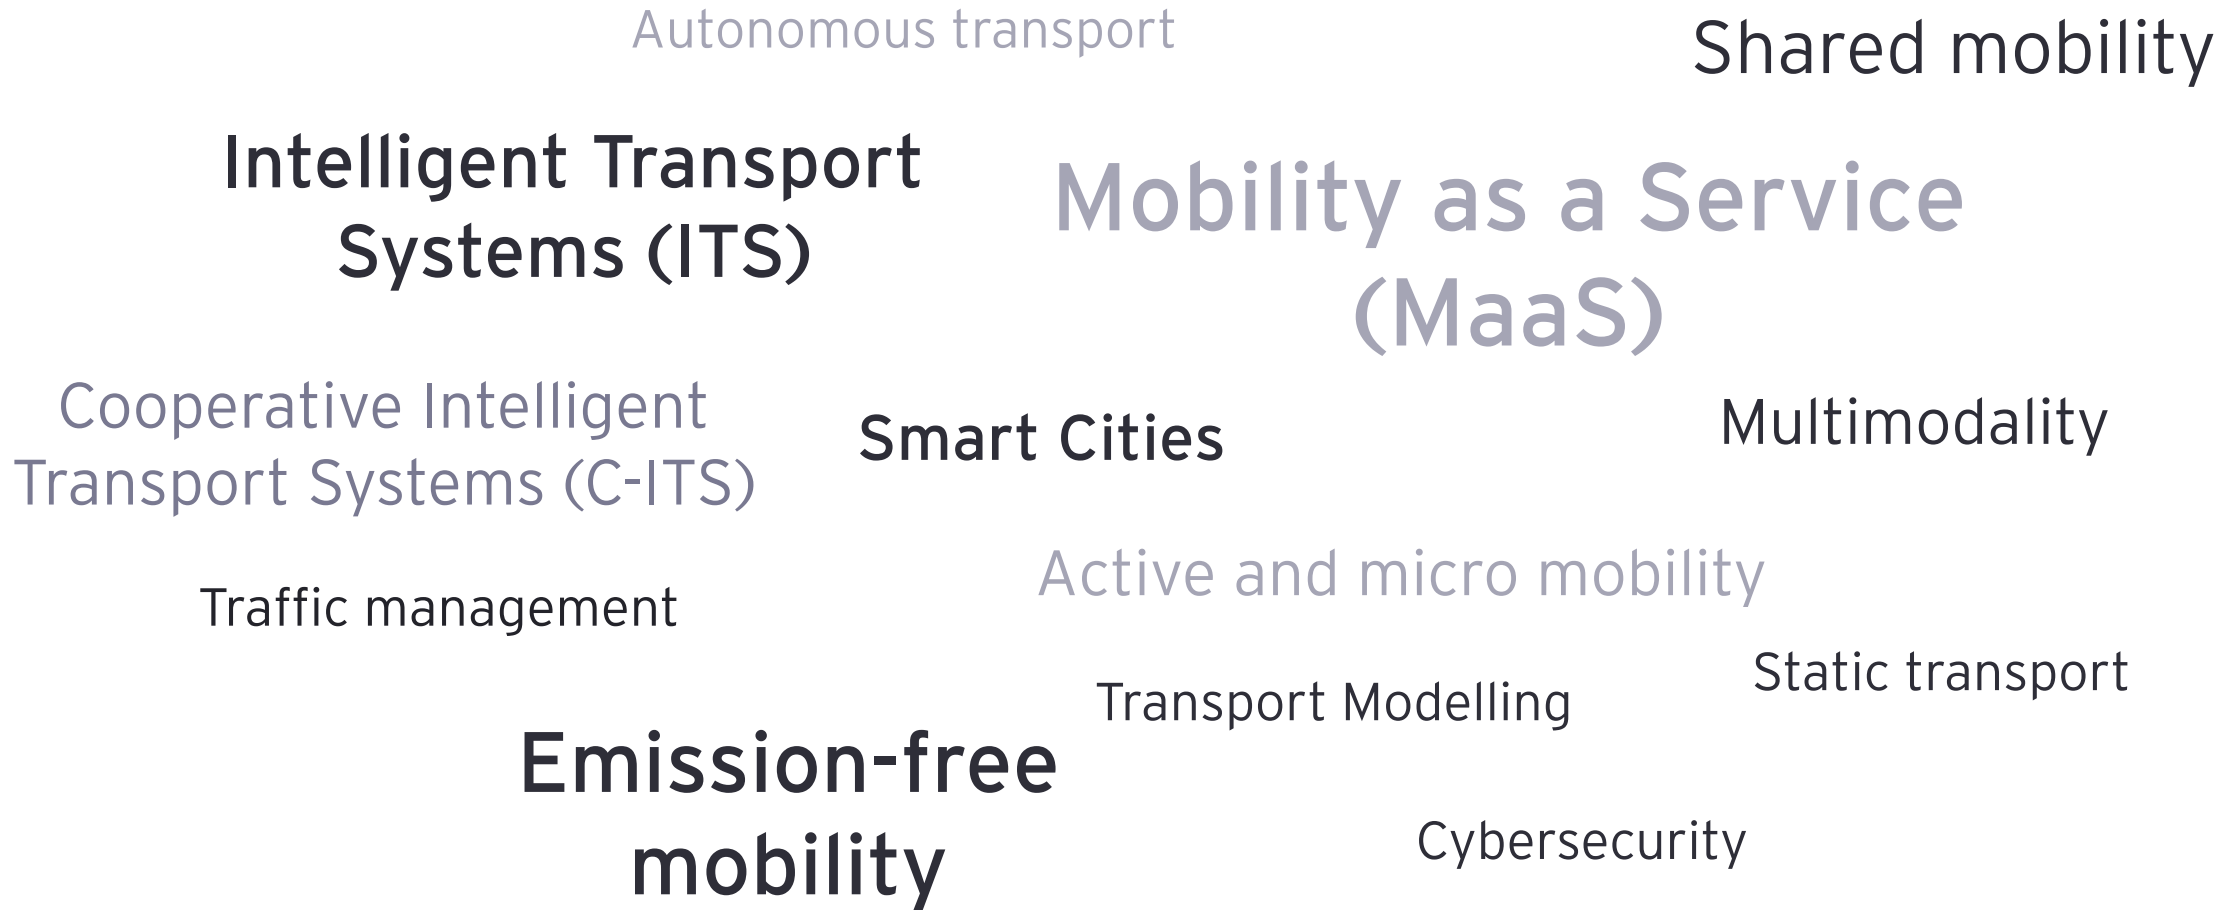 Autonomous transport
Shared mobility
Intelligent Transport
Systems (ITS)
Mobility as a Service
(MaaS)
Cooperative Intelligent
Transport Systems (C-ITS)
Smart Cities
Multimodality
Active and micro mobility
Traffic management
Static transport
Transport Modelling
Emission-free
mobility
Cybersecurity